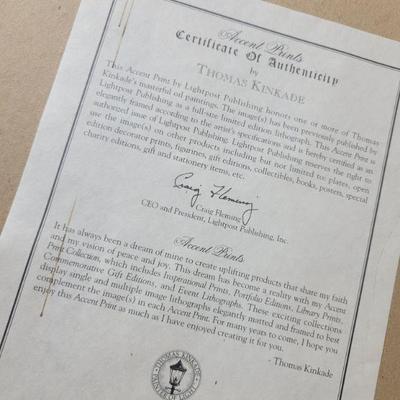 Accent Prints
Certificate Of Authenticity
by
THOMAS KINKADE
This Accent Print by Lightpost Publishing honors one or more of Thomas
Kinkade's masterful oil paintings. The image(s) has been previously published by
Lightpost Publishing as a full-size limited edition lithograph. This Accent Print is
elegantly framed according to the artist's specifications and is hereby certified as an
authorized issue of Lightpost Publishing. Lightpost Publishing reserves the right to
use the image(s) on other products including but not limited to; plates, open
edition decorator prints, figurines, gift editions, collectibles, books, posters, special
charity editions, gift and stationery items, etc.
Craig Fleming
Craig Fleming
CEO and President, Lightpost Publishing, Inc.
Accent Prints
It has always been a dream of mine to create uplifting products that share my faith
and my vision of peace and joy. This dream has become a reality with my Accent
Print Collection, which includes Inspirational Prints, Portfolio Editions, Library Prints,
Commemorative Gift Editions, and Event Lithographs. These exciting collections
display single and multiple image lithographs elegantly matted and framed to best
complement the image(s) in each Accent Print. For many years to come, I hope you
enjoy this Accent Print as much as I have enjoyed creating it for you.
- Thomas Kinkade
THOMAS KINKADE
PAINTER OF LIGHT